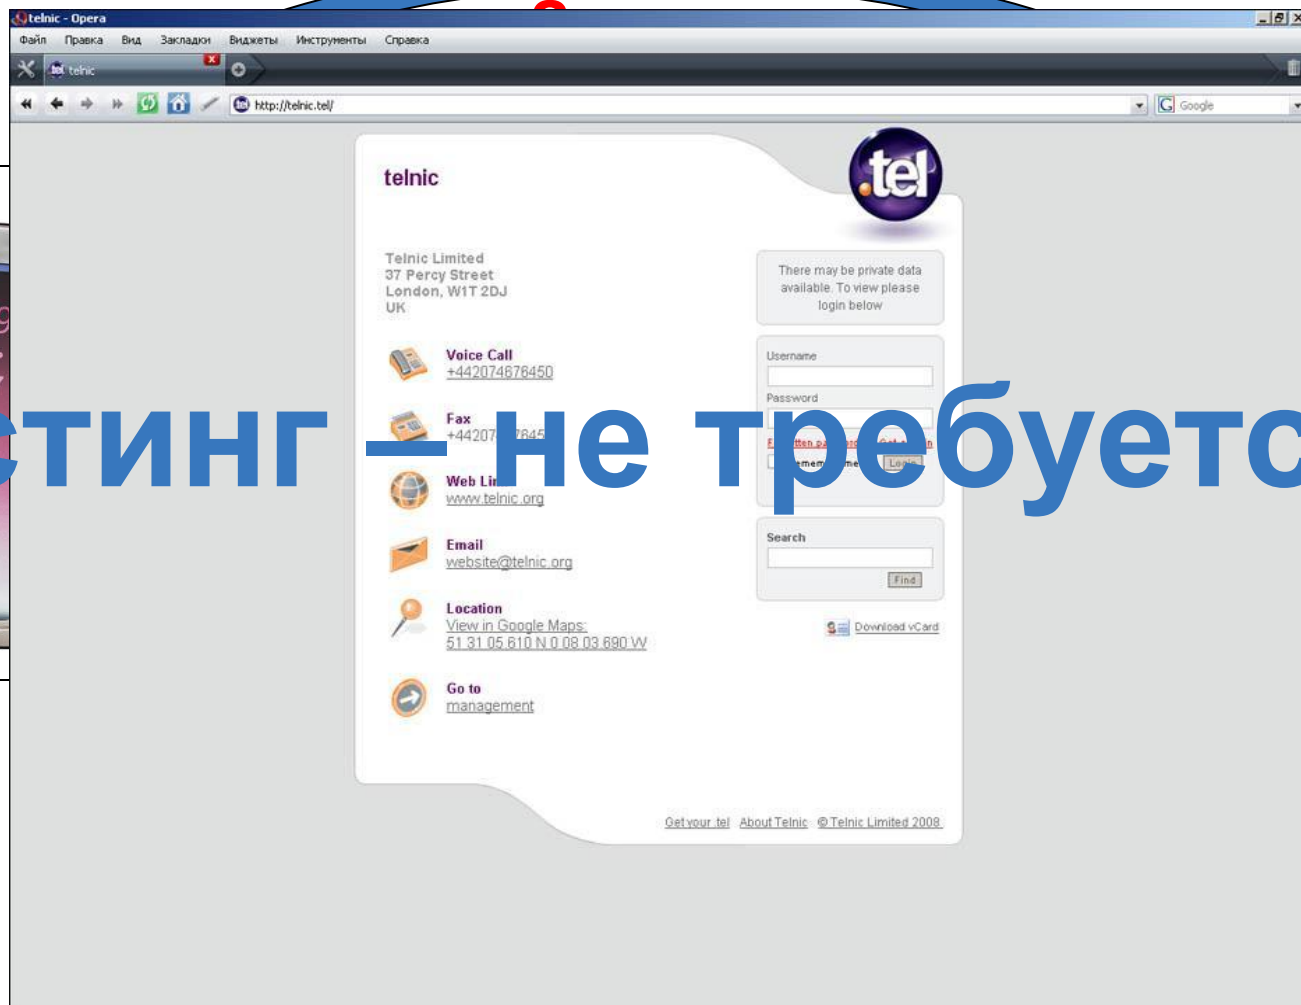 telnic - Opera
Файл Правка Вид Закладки Виджеты Инструменты Справка
telnic
http://telnic.tel/
Google
telnic
.tel
Telnic Limited
37 Percy Street
London, W1T 2DJ
UK
There may be private data
available. To view please
login below
Voice Call
+442074676450
Username
Password
Fax
стинг – не требуетс
Login
Web Lin
www.telnic.org
Email
website@telnic.org
Search
Find
Location
View in Google Maps:
51 31 05.610 N 0 08 03.690 W
Download vCard
Go to
management
Get your .tel About Telnic © Telnic Limited 2008